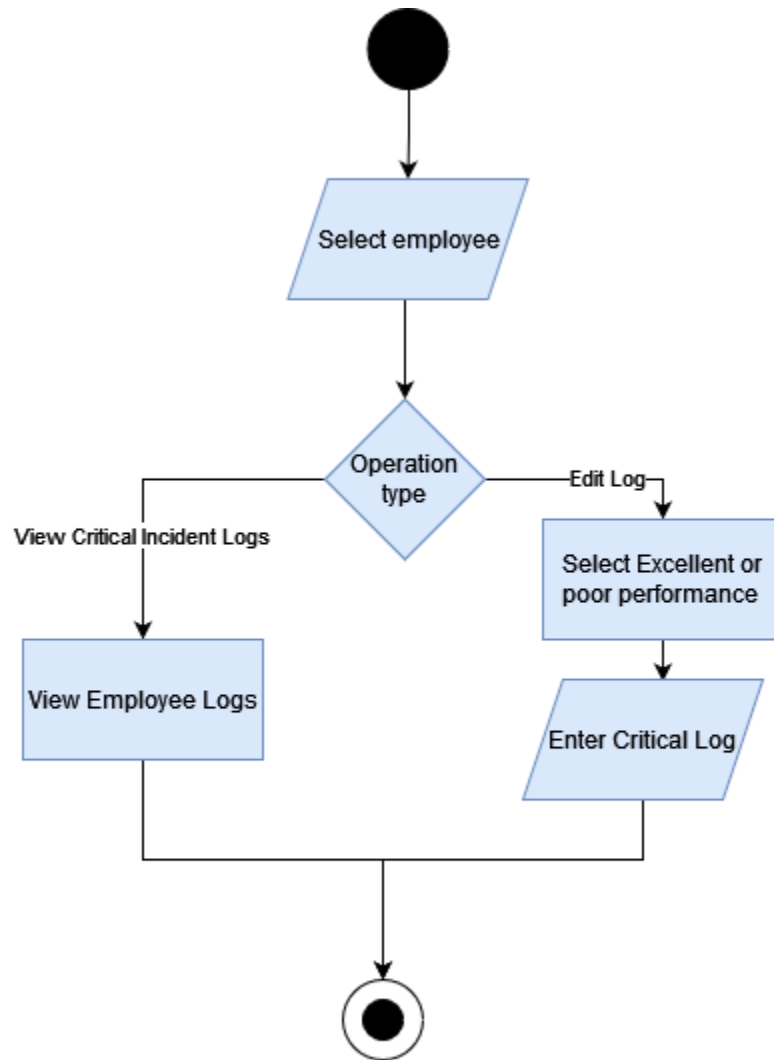 Select employee
Operation
type
Edit Log
View Critical Incident Logs
Select Excellent or
poor performance
View Employee Logs
Enter Critical Log